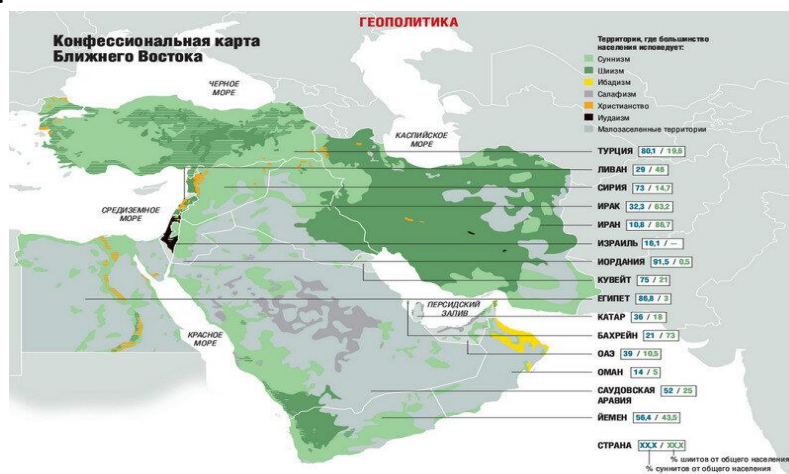 ГЕОПОЛИТИКА
Конфессиональная карта
Ближнего Востока
Территории, где большинство
населения исповедует:
Суннизм
Шиизм
Ибадизм
Салафизм
Христианство
Иудаизм
Малозаселенные территории
ЧЕРНОЕ
МОРЕ
КАСПИЙСКОЕ
МОРЕ
СРЕДИЗЕМНОЕ
МОРЕ
КРАСНОЕ
МОРЕ
ПЕРСИДСКИЙ
ЗАЛИВ
ТУРЦИЯ 80,1 / 19,6
ЛИВАН 29 / 46
СИРИЯ 73 / 14,7
ИРАК 32,3 / 63,2
ИРАН 10,8 / 88,7
ИЗРАИЛЬ 18,1 / —
ИОРДАНИЯ 91,5 / 0,5
КУВЕЙТ 75 / 21
ЕГИПЕТ 86,8 / 3
КАТАР 36 / 18
БАХРЕЙН 21 / 73
ОАЭ 39 / 10,5
ОМАН 14 / 5
САУДОВСКАЯ 52 / 25
АРАВИЯ
ЙЕМЕН 56,4 / 43,5
СТРАНА XX,X / XX,X
% шиитов от общего населения
% суннитов от общего населения